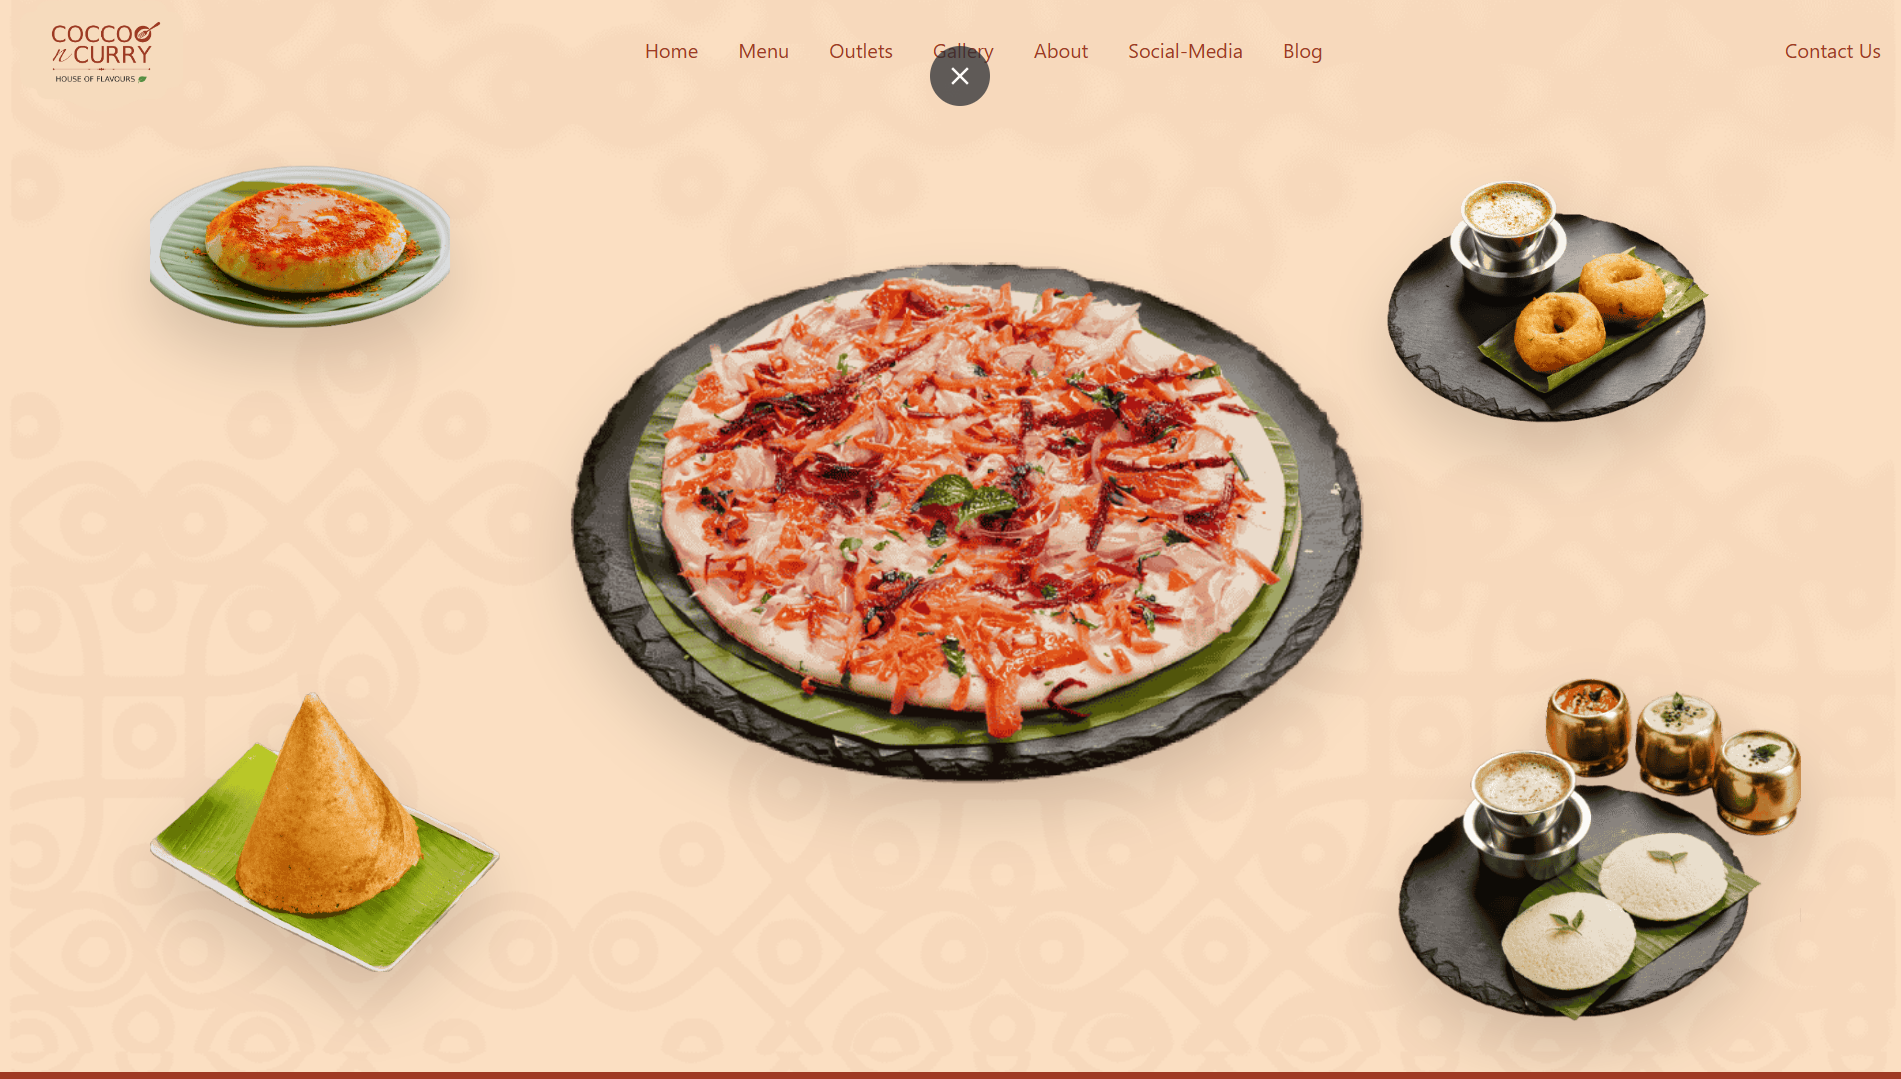 COCCO
n CURRY
HOUSE OF FLAVOURS
Home Menu Outlets Gallery About Social-Media Blog Contact Us